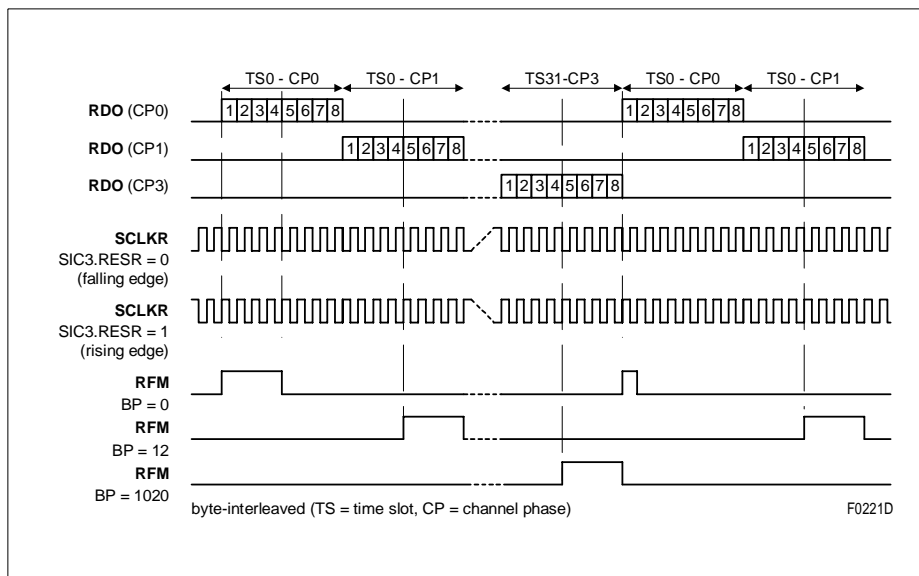 TS0 - CP0 TS0 - CP1 TS31-CP3 TS0 - CP0 TS0 - CP1
RDO (CP0) 1 2 3 4 5 6 7 8 1 2 3 4 5 6 7 8
RDO (CP1) 1 2 3 4 5 6 7 8 1 2 3 4 5 6 7 8
RDO (CP3) 1 2 3 4 5 6 7 8
SCLKR
SIC3.RESR = 0
(falling edge)
SCLKR
SIC3.RESR = 1
(rising edge)
RFM
BP = 0
RFM
BP = 12
RFM
BP = 1020
byte-interleaved (TS = time slot, CP = channel phase) F0221D